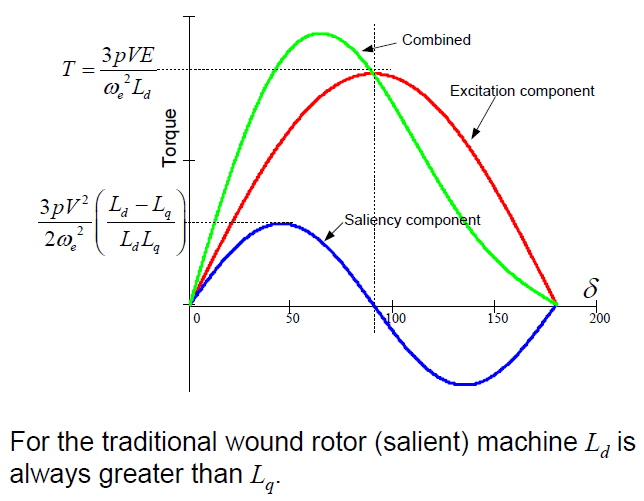 Combined
T = 3pVE / ω_e² L_d
Excitation component
Torque
3pV² / 2ω_e² ( L_d − L_q / L_d L_q )
Saliency component
δ
0 50 100 150 200
For the traditional wound rotor (salient) machine L_d is
always greater than L_q.